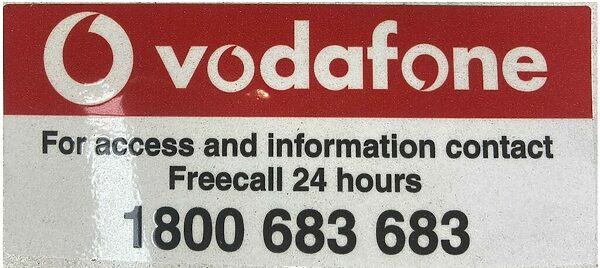 vodafone
For access and information contact
Freecall 24 hours
1800 683 683